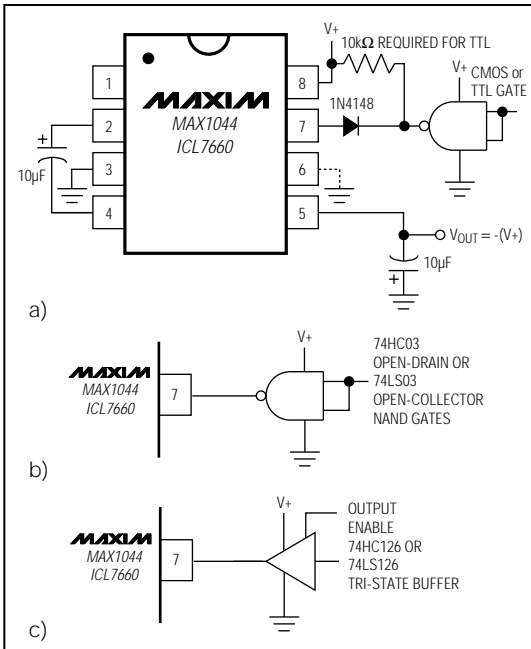 V+
10kΩ REQUIRED FOR TTL
1 8
V+
CMOS or
TTL GATE
MAXIM
MAX1044
ICL7660
1N4148
2 7
+
10µF
3 6
4 5
VOUT = -(V+)
10µF
+
a)
V+
74HC03
OPEN-DRAIN OR
74LS03
OPEN-COLLECTOR
NAND GATES
MAXIM
MAX1044
ICL7660
7
b)
V+
OUTPUT
ENABLE
74HC126 OR
74LS126
TRI-STATE BUFFER
MAXIM
MAX1044
ICL7660
7
c)